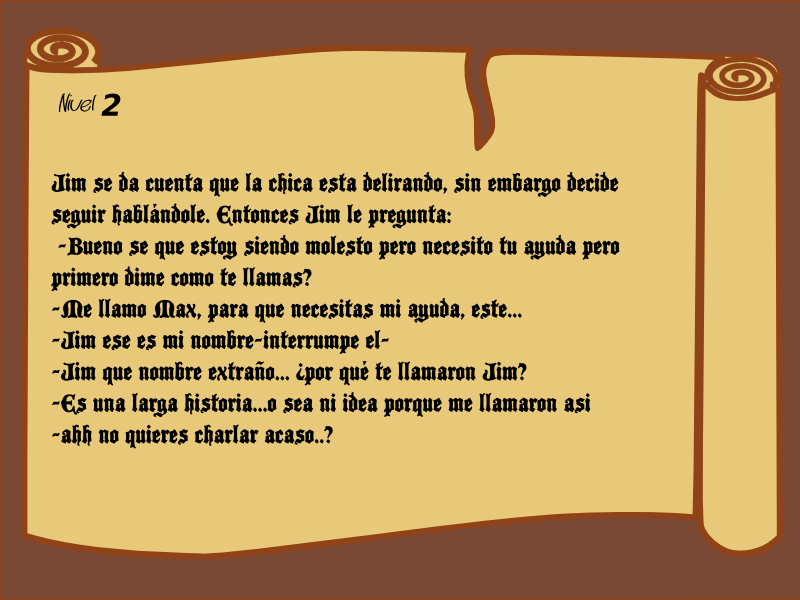 Nivel 2
Jim se da cuenta que la chica esta delirando, sin embargo decide
seguir hablándole. Entonces Jim le pregunta:
-Bueno se que estoy siendo molesto pero necesito tu ayuda pero
primero dime como te llamas?
-Me llamo Max, para que necesitas mi ayuda, este...
-Jim ese es mi nombre-interrumpe el-
-Jim que nombre extraño... ¿por qué te llamaron Jim?
-Es una larga historia...o sea ni idea porque me llamaron asi
-ahh no quieres charlar acaso..?